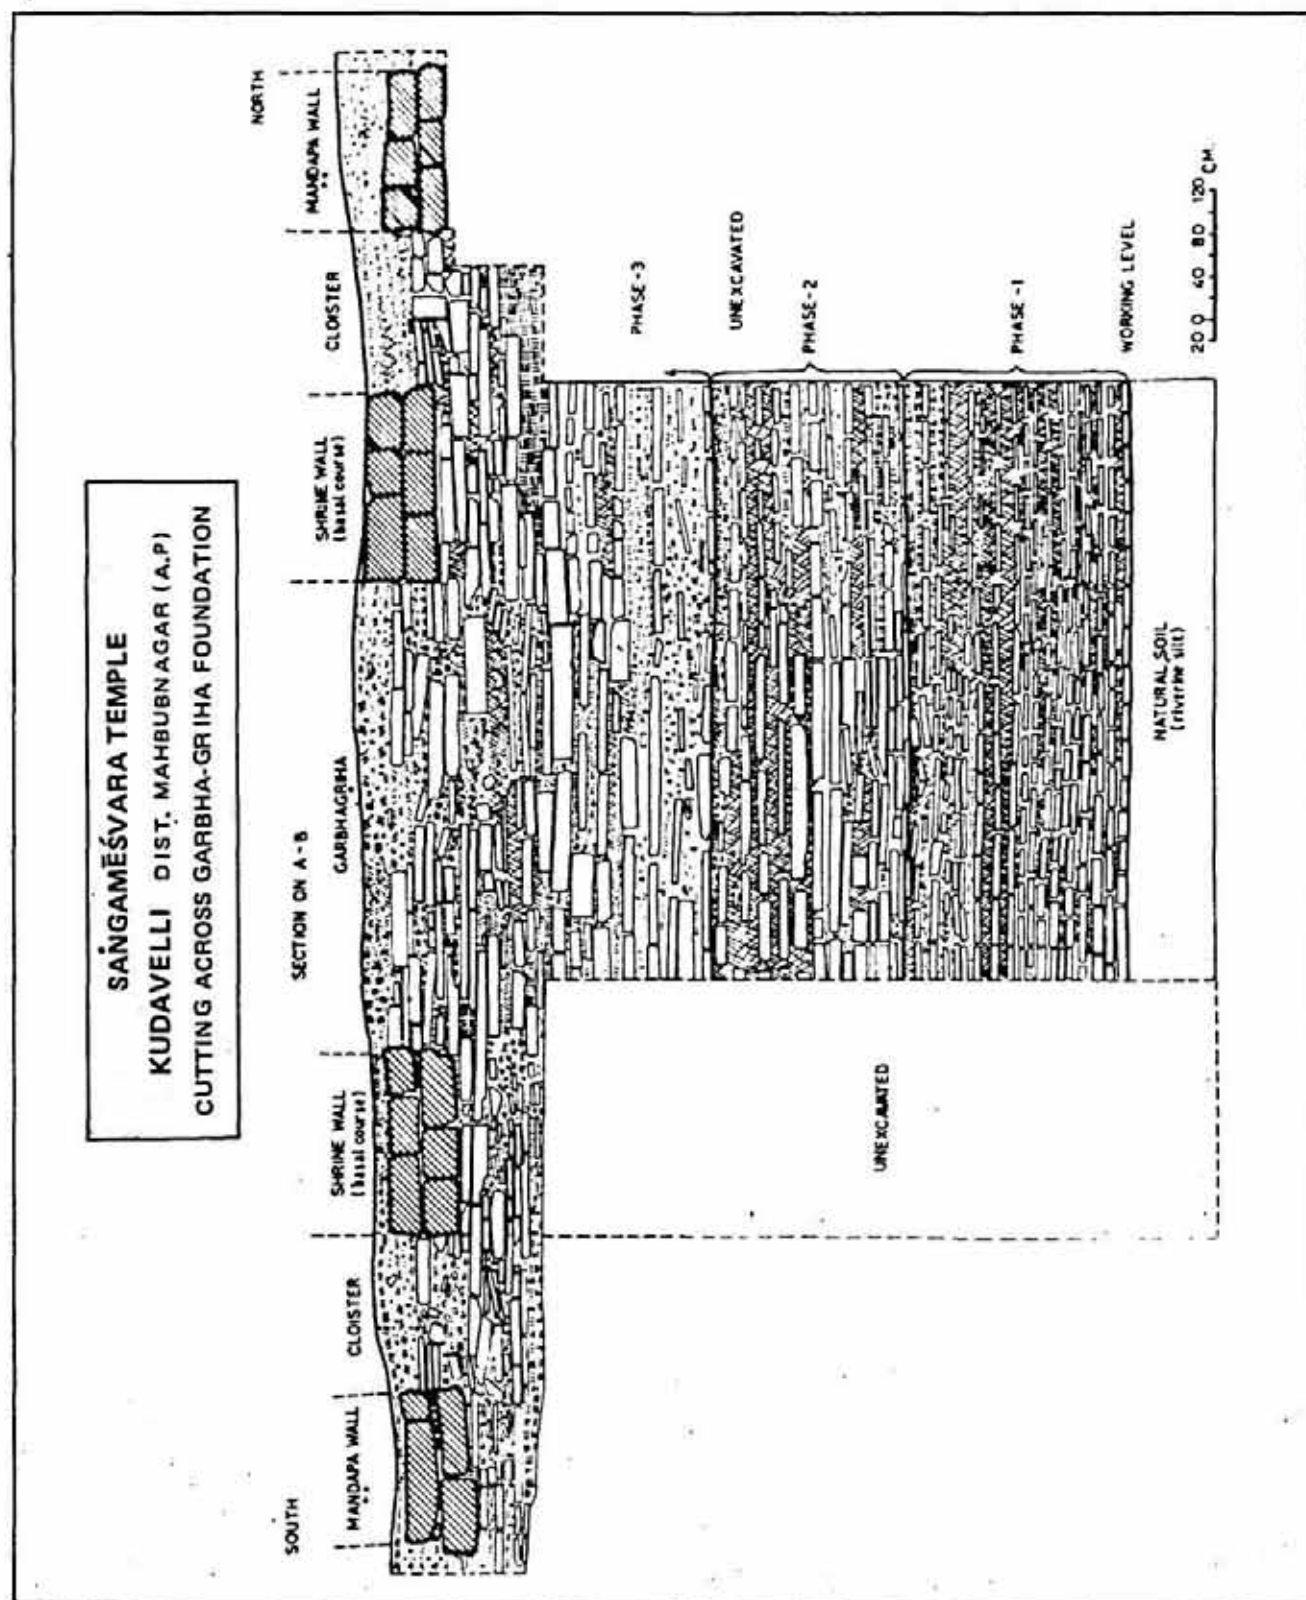 SAṄGAMĒŚVARA TEMPLE
KUDAVELLI DIST. MAHBUBNAGAR (A.P)
CUTTING ACROSS GARBHA-GRIHA FOUNDATION
SECTION ON A-B
SOUTH
NORTH
MANDAPA WALL
CLOISTER
SHRINE WALL
(basal course)
GARBHAGRIHA
SHRINE WALL
(basal course)
CLOISTER
MANDAPA WALL
PHASE-3
UNEXCAVATED
PHASE-2
PHASE-1
WORKING LEVEL
UNEXCAVATED
NATURAL SOIL
(riverine silt)
20 0 40 80 120 CM.